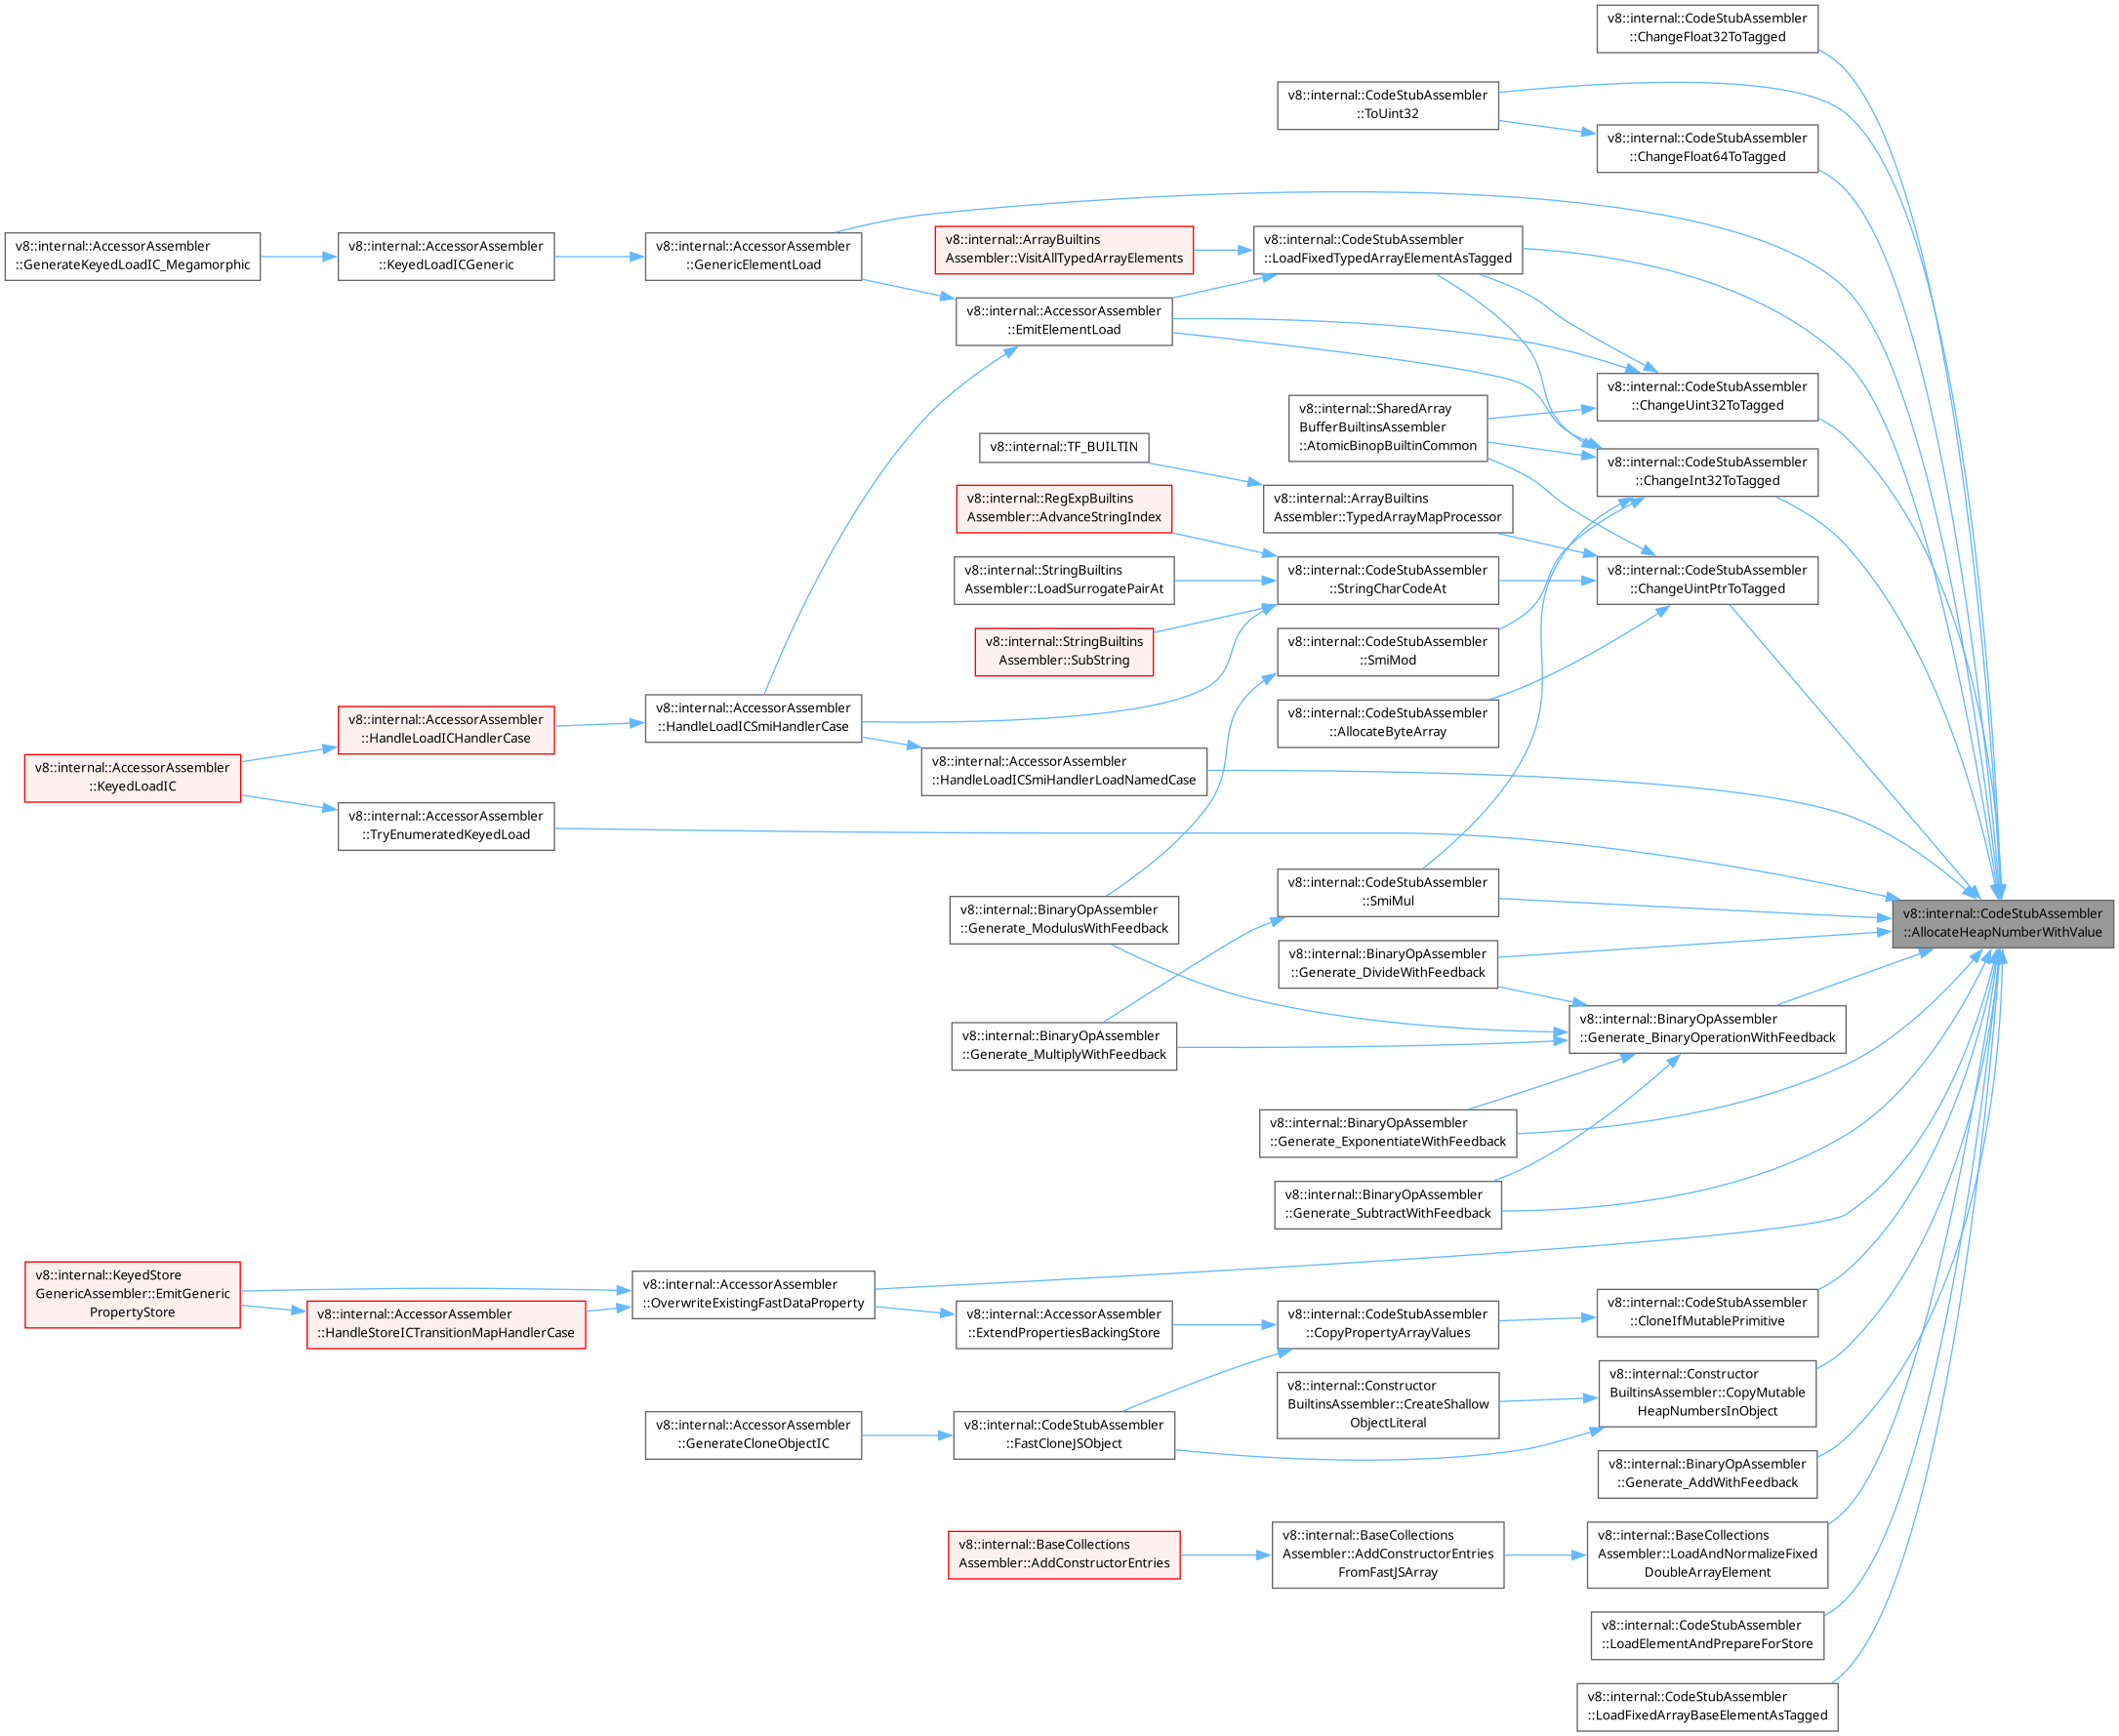 v8::internal::CodeStubAssembler
::ChangeFloat32ToTagged
v8::internal::CodeStubAssembler
::ToUint32
v8::internal::CodeStubAssembler
::ChangeFloat64ToTagged
v8::internal::AccessorAssembler
::GenerateKeyedLoadIC_Megamorphic
v8::internal::AccessorAssembler
::KeyedLoadICGeneric
v8::internal::AccessorAssembler
::GenericElementLoad
v8::internal::ArrayBuiltins
Assembler::VisitAllTypedArrayElements
v8::internal::CodeStubAssembler
::LoadFixedTypedArrayElementAsTagged
v8::internal::AccessorAssembler
::EmitElementLoad
v8::internal::CodeStubAssembler
::ChangeUint32ToTagged
v8::internal::SharedArray
BufferBuiltinsAssembler
::AtomicBinopBuiltinCommon
v8::internal::TF_BUILTIN
v8::internal::CodeStubAssembler
::ChangeInt32ToTagged
v8::internal::RegExpBuiltins
Assembler::AdvanceStringIndex
v8::internal::ArrayBuiltins
Assembler::TypedArrayMapProcessor
v8::internal::StringBuiltins
Assembler::LoadSurrogatePairAt
v8::internal::CodeStubAssembler
::StringCharCodeAt
v8::internal::CodeStubAssembler
::ChangeUintPtrToTagged
v8::internal::StringBuiltins
Assembler::SubString
v8::internal::CodeStubAssembler
::SmiMod
v8::internal::AccessorAssembler
::HandleLoadICHandlerCase
v8::internal::AccessorAssembler
::HandleLoadICSmiHandlerCase
v8::internal::CodeStubAssembler
::AllocateByteArray
v8::internal::AccessorAssembler
::KeyedLoadIC
v8::internal::AccessorAssembler
::HandleLoadICSmiHandlerLoadNamedCase
v8::internal::AccessorAssembler
::TryEnumeratedKeyedLoad
v8::internal::BinaryOpAssembler
::Generate_ModulusWithFeedback
v8::internal::CodeStubAssembler
::SmiMul
v8::internal::CodeStubAssembler
::AllocateHeapNumberWithValue
v8::internal::BinaryOpAssembler
::Generate_DivideWithFeedback
v8::internal::BinaryOpAssembler
::Generate_MultiplyWithFeedback
v8::internal::BinaryOpAssembler
::Generate_BinaryOperationWithFeedback
v8::internal::BinaryOpAssembler
::Generate_ExponentiateWithFeedback
v8::internal::BinaryOpAssembler
::Generate_SubtractWithFeedback
v8::internal::KeyedStore
GenericAssembler::EmitGeneric
PropertyStore
v8::internal::AccessorAssembler
::HandleStoreICTransitionMapHandlerCase
v8::internal::AccessorAssembler
::OverwriteExistingFastDataProperty
v8::internal::AccessorAssembler
::ExtendPropertiesBackingStore
v8::internal::CodeStubAssembler
::CopyPropertyArrayValues
v8::internal::CodeStubAssembler
::CloneIfMutablePrimitive
v8::internal::Constructor
BuiltinsAssembler::CreateShallow
ObjectLiteral
v8::internal::Constructor
BuiltinsAssembler::CopyMutable
HeapNumbersInObject
v8::internal::AccessorAssembler
::GenerateCloneObjectIC
v8::internal::CodeStubAssembler
::FastCloneJSObject
v8::internal::BinaryOpAssembler
::Generate_AddWithFeedback
v8::internal::BaseCollections
Assembler::AddConstructorEntries
v8::internal::BaseCollections
Assembler::AddConstructorEntries
FromFastJSArray
v8::internal::BaseCollections
Assembler::LoadAndNormalizeFixed
DoubleArrayElement
v8::internal::CodeStubAssembler
::LoadElementAndPrepareForStore
v8::internal::CodeStubAssembler
::LoadFixedArrayBaseElementAsTagged